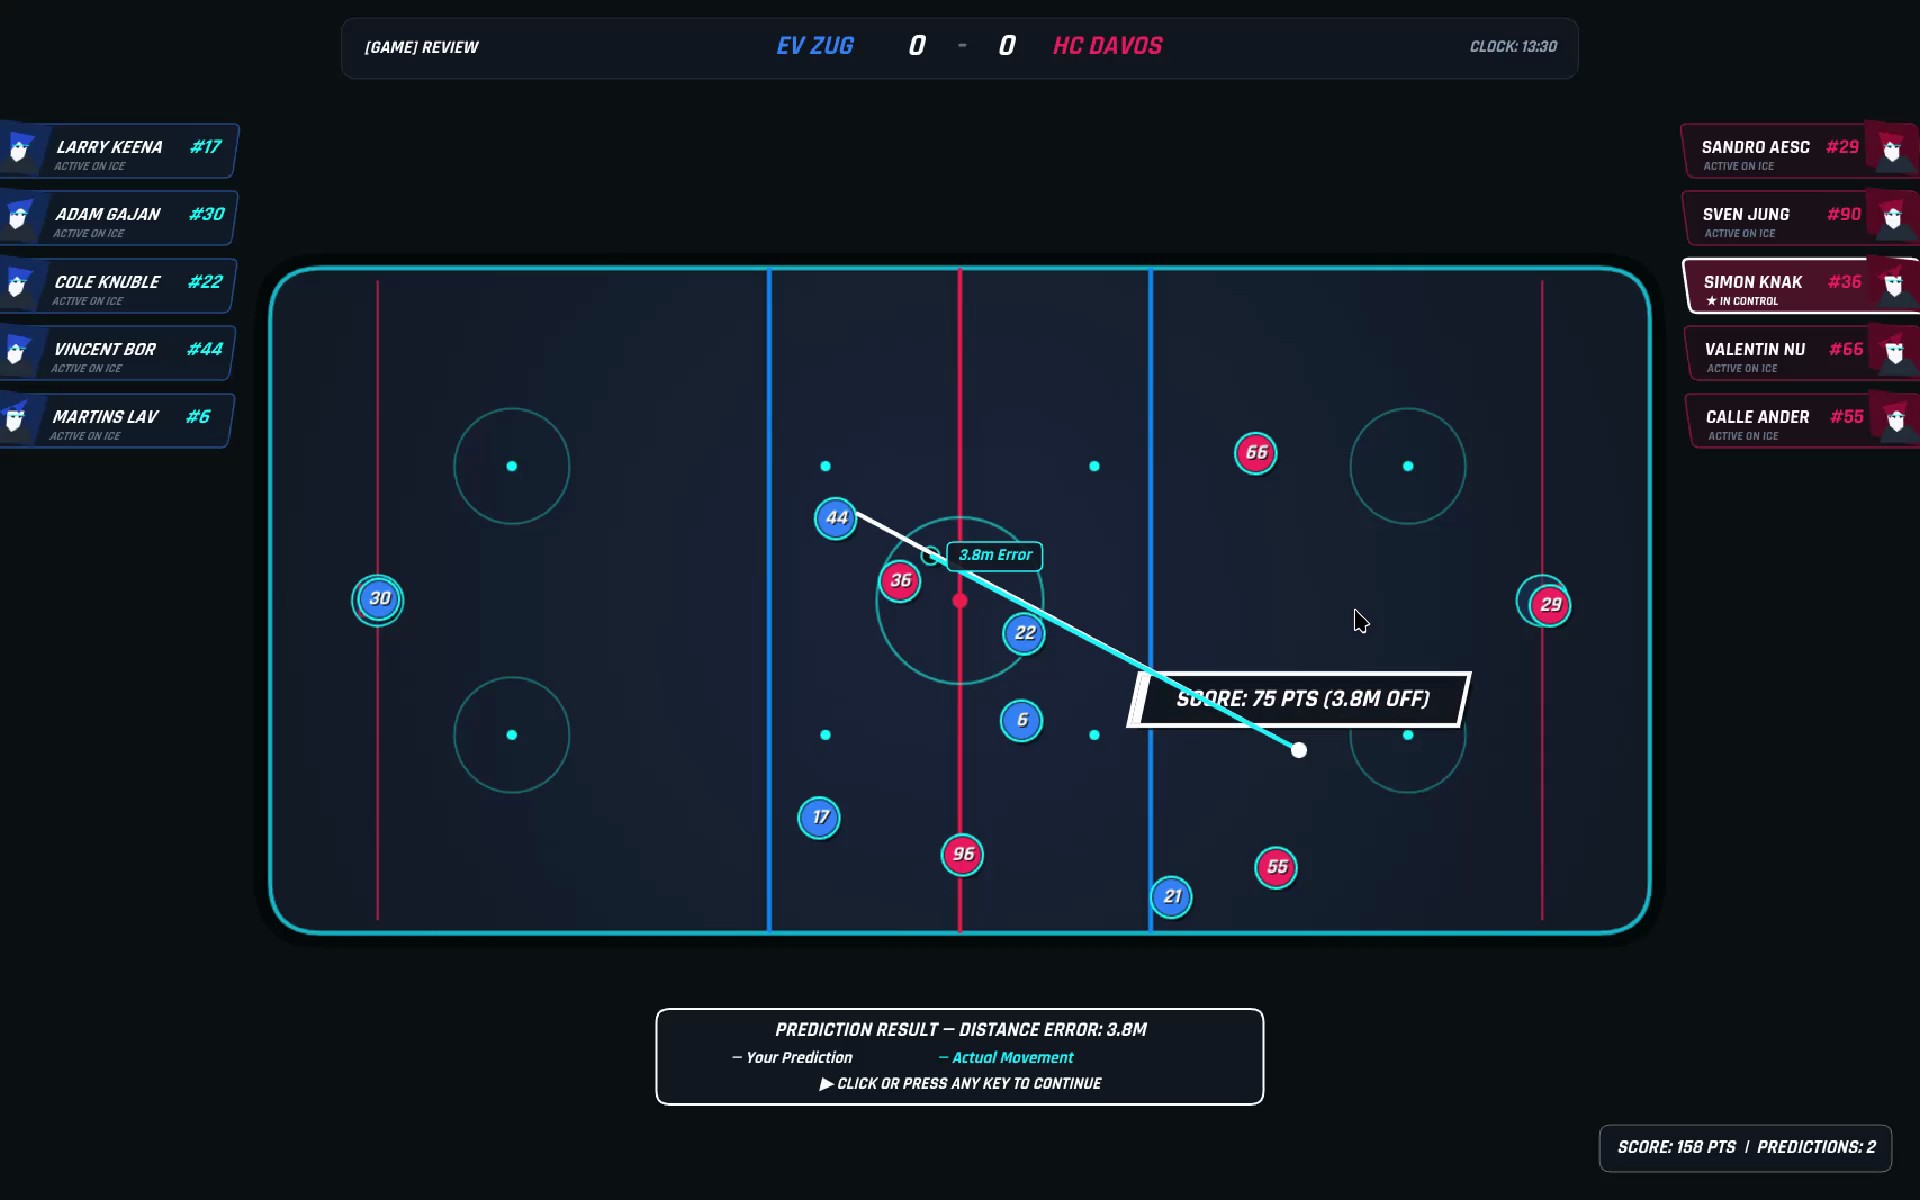 [GAME] REVIEW
EV ZUG 0 - 0 HC DAVOS
CLOCK: 13:30
LARRY KEENA #17
ACTIVE ON ICE
ADAM GAJAN #30
ACTIVE ON ICE
COLE KNUBLE #22
ACTIVE ON ICE
VINCENT BOR #44
ACTIVE ON ICE
MARTINS LAV #6
ACTIVE ON ICE
SANDRO AESC #29
ACTIVE ON ICE
SVEN JUNG #90
ACTIVE ON ICE
SIMON KNAK #36
★ IN CONTROL
VALENTIN NU #66
ACTIVE ON ICE
CALLE ANDER #55
ACTIVE ON ICE
66
44
3.8m Error
36
30
29
22
SCORE: 75 PTS (3.8M OFF)
6
17
96
55
21
PREDICTION RESULT – DISTANCE ERROR: 3.8M
– Your Prediction – Actual Movement
▶ CLICK OR PRESS ANY KEY TO CONTINUE
SCORE: 158 PTS / PREDICTIONS: 2